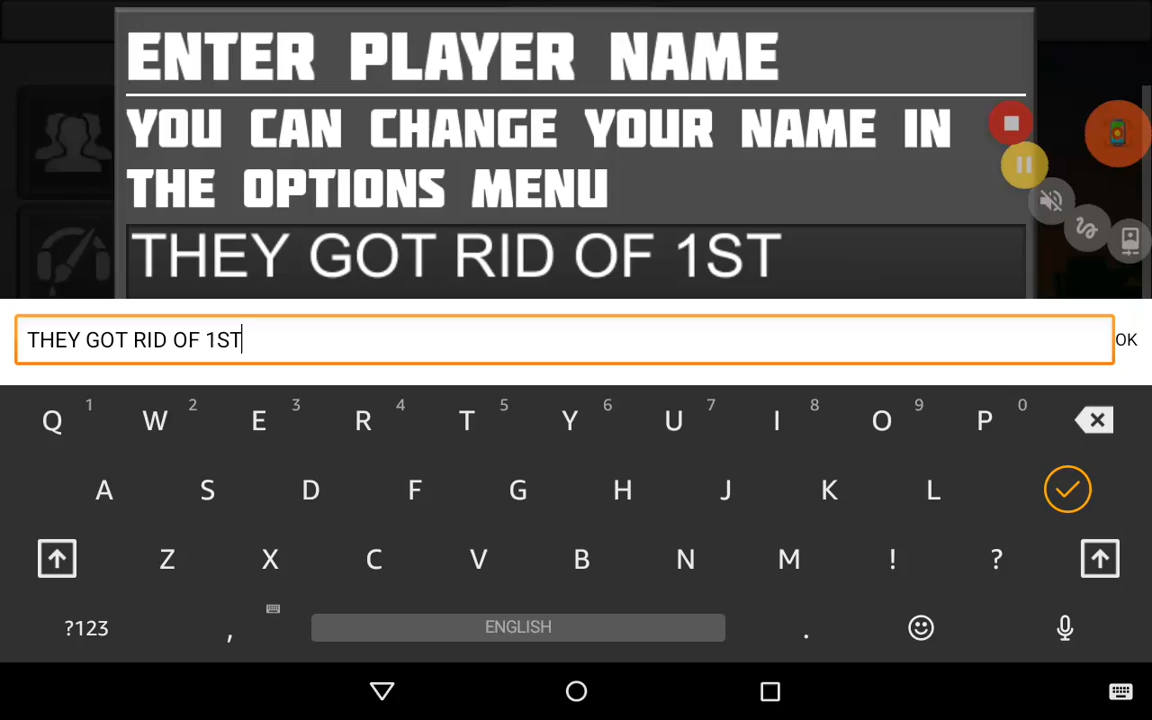 ENTER PLAYER NAME
YOU CAN CHANGE YOUR NAME IN
THE OPTIONS MENU
THEY GOT RID OF 1ST
THEY GOT RID OF 1ST
OK
1 2 3 4 5 6 7 8 9 0
Q W E R T Y U I O P
A S D F G H J K L
Z X C V B N M ! ?
?123 , ENGLISH .